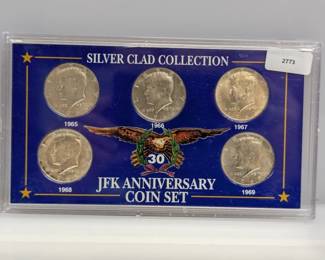 SILVER CLAD COLLECTION
2773
1965
1966
1967
30
1968
JFK ANNIVERSARY
1969
COIN SET